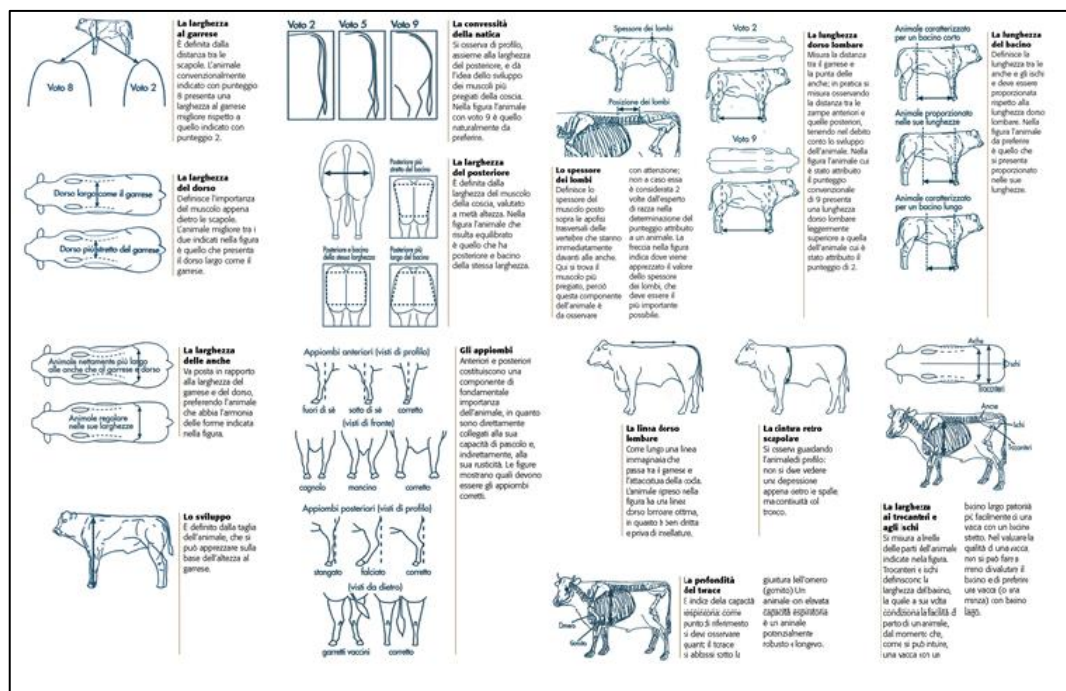 La larghezza
al garrese
È definita dalla
distanza tra le
scapole. L'animale
convenzionalmente
indicato con punteggio
8 presenta una
larghezza al garrese
migliore rispetto a
quello indicato con
punteggio 2.
Voto 8
Voto 2
Voto 2
Voto 5
Voto 9
La convessità
della natica
Si osserva di profilo,
assieme alla larghezza
del posteriore, e dà
l'idea dello sviluppo
dei muscoli più
pregiati della coscia.
Nella figura l'animale
con voto 9 è quello
naturalmente da
preferire.
Spessore dei lombi
Posizione dei lombi
Lo spessore
dei lombi
Definisce lo
spessore del
muscolo posto
sopra le apofisi
trasversali delle
vertebre che stanno
immediatamente
davanti alle anche.
Qui si trova il
muscolo più
pregiato, perciò
questa componente
dell'animale è
da osservare
con attenzione;
non a caso essa
è considerata 2
volte dall'esperto
di razza nella
determinazione del
punteggio attribuito
a un animale. La
freccia nella figura
indica dove viene
apprezzato il valore
dello spessore
dei lombi, che
deve essere il
più importante
possibile.
Voto 2
Voto 9
La lunghezza
dorso lombare
Misura la distanza
tra il garrese e
la punta delle
anche; in pratica si
misura osservando
la distanza tra le
zampe anteriori e
quelle posteriori,
tenendo nel debito
conto lo sviluppo
dell'animale. Nella
figura l'animale cui
è stato attribuito
il punteggio
convenzionale
di 9 presenta una
lunghezza dorso
lombare
leggermente
superiore a quella
dell'animale cui è
stato attribuito il
punteggio di 2.
Animale caratterizzato
per un bacino corto
Animale proporzionato
nelle sue lunghezze
Animale caratterizzato
per un bacino lungo
La lunghezza
del bacino
Definisce la
lunghezza tra le
anche e gli ischi
e deve essere
proporzionata
rispetto alla
lunghezza dorso
lombare. Nella
figura l'animale
da preferire
è quello che
si presenta
proporzionato
nelle sue
lunghezze.
Dorso largo come il garrese
Dorso più stretto del garrese
La larghezza
del dorso
Definisce l'importanza
del muscolo appena
dietro le scapole.
L'animale migliore tra i
due indicati nella figura
è quello che presenta
il dorso largo come il
garrese.
Posteriore più
stretto del bacino
Posteriore e bacino
della stessa larghezza
Posteriore più
largo del bacino
La larghezza
del posteriore
È definita dalla
larghezza del muscolo
della coscia, valutato
a metà altezza. Nella
figura l'animale che
risulta equilibrato
è quello che ha
posteriore e bacino
della stessa larghezza.
Animale nettamente più largo
alle anche che al garrese e dorso
Animale regolare
nelle sue larghezze
La larghezza
delle anche
Va posta in rapporto
alla larghezza del
garrese e del dorso,
preferendo l'animale
che abbia l'armonia
delle forme indicata
nella figura.
Appiombi anteriori (visti di profilo)
fuori di sè
sotto di sè
corretto
(visti di fronte)
cagnolo
mancino
corretto
Appiombi posteriori (visti di profilo)
stangato
falciato
corretto
(visti da dietro)
garretti vaccini
corretto
Gli appiombi
Anteriori e posteriori
costituiscono una
componente di
fondamentale
importanza
dell'animale, in quanto
sono direttamente
collegati alla sua
capacità di pascolo e,
indirettamente, alla
sua rusticità. Le figure
mostrano quali devono
essere gli appiombi
corretti.
Lo sviluppo
È definito dalla taglia
dell'animale, che si
può apprezzare sulla
base dell'altezza al
garrese.
La linea dorso
lombare
Corre lungo una linea
immaginaria che
passa tra il garrese e
l'attaccatura della coda.
L'animale ripreso nella
figura ha una linea
dorso lombare ottima,
in quanto è ben dritta
e priva di insellature.
La cintura retro
scapolare
Si osserva guardando
l'animale di profilo:
non si deve vedere
una depressione
appena dietro le spalle,
ma continuità col
tronco.
Omero
Gomito
La profondità
del torace
È indice della capacità
respiratoria: come
punto di riferimento
si deve osservare
quanto il torace
si abbassi sotto la
giuntura dell'omero
(gomito) Un
animale con elevata
capacità respiratoria
è un animale
potenzialmente
robusto e longevo.
Anche
Ischi
Trocanteri
Anche
Ischi
Trocanteri
La larghezza
ai trocanteri e
agli ischi
Si misura a livello
delle parti dell'animale
indicate nella figura.
Trocanteri e ischi
definiscono la
larghezza del bacino,
la quale a sua volta
condiziona la facilità di
parto di un animale,
dal momento che,
come si può intuire,
una vacca con un
bacino largo partorirà
più facilmente di una
vacca con un bacino
stretto. Nel valutare la
qualità di una vacca
non si può fare a
meno di valutare il
bacino e di preferire
una vacca (o una
manza) con bacino
largo.